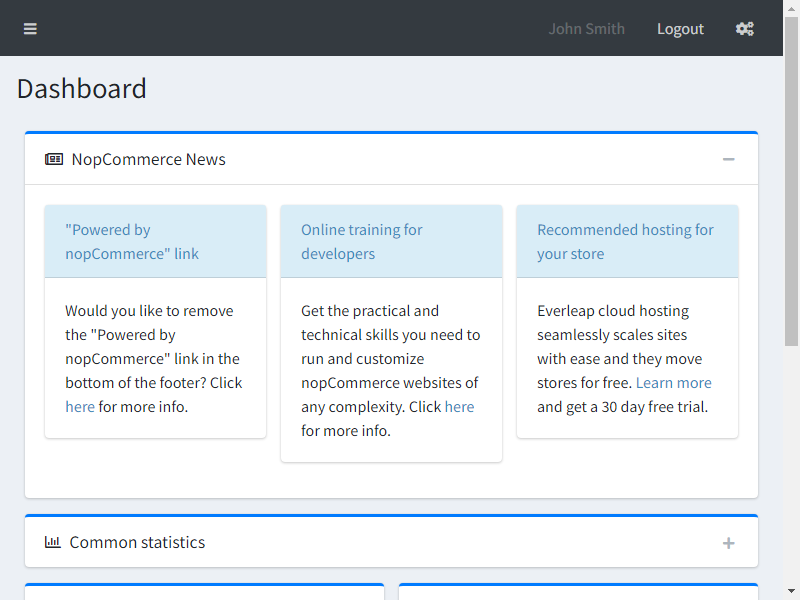 John Smith
Logout
Dashboard
NopCommerce News
"Powered by
nopCommerce" link
Would you like to remove
the "Powered by
nopCommerce" link in the
bottom of the footer? Click
here for more info.
Online training for
developers
Get the practical and
technical skills you need to
run and customize
nopCommerce websites of
any complexity. Click here
for more info.
Recommended hosting for
your store
Everleap cloud hosting
seamlessly scales sites
with ease and they move
stores for free. Learn more
and get a 30 day free trial.
Common statistics